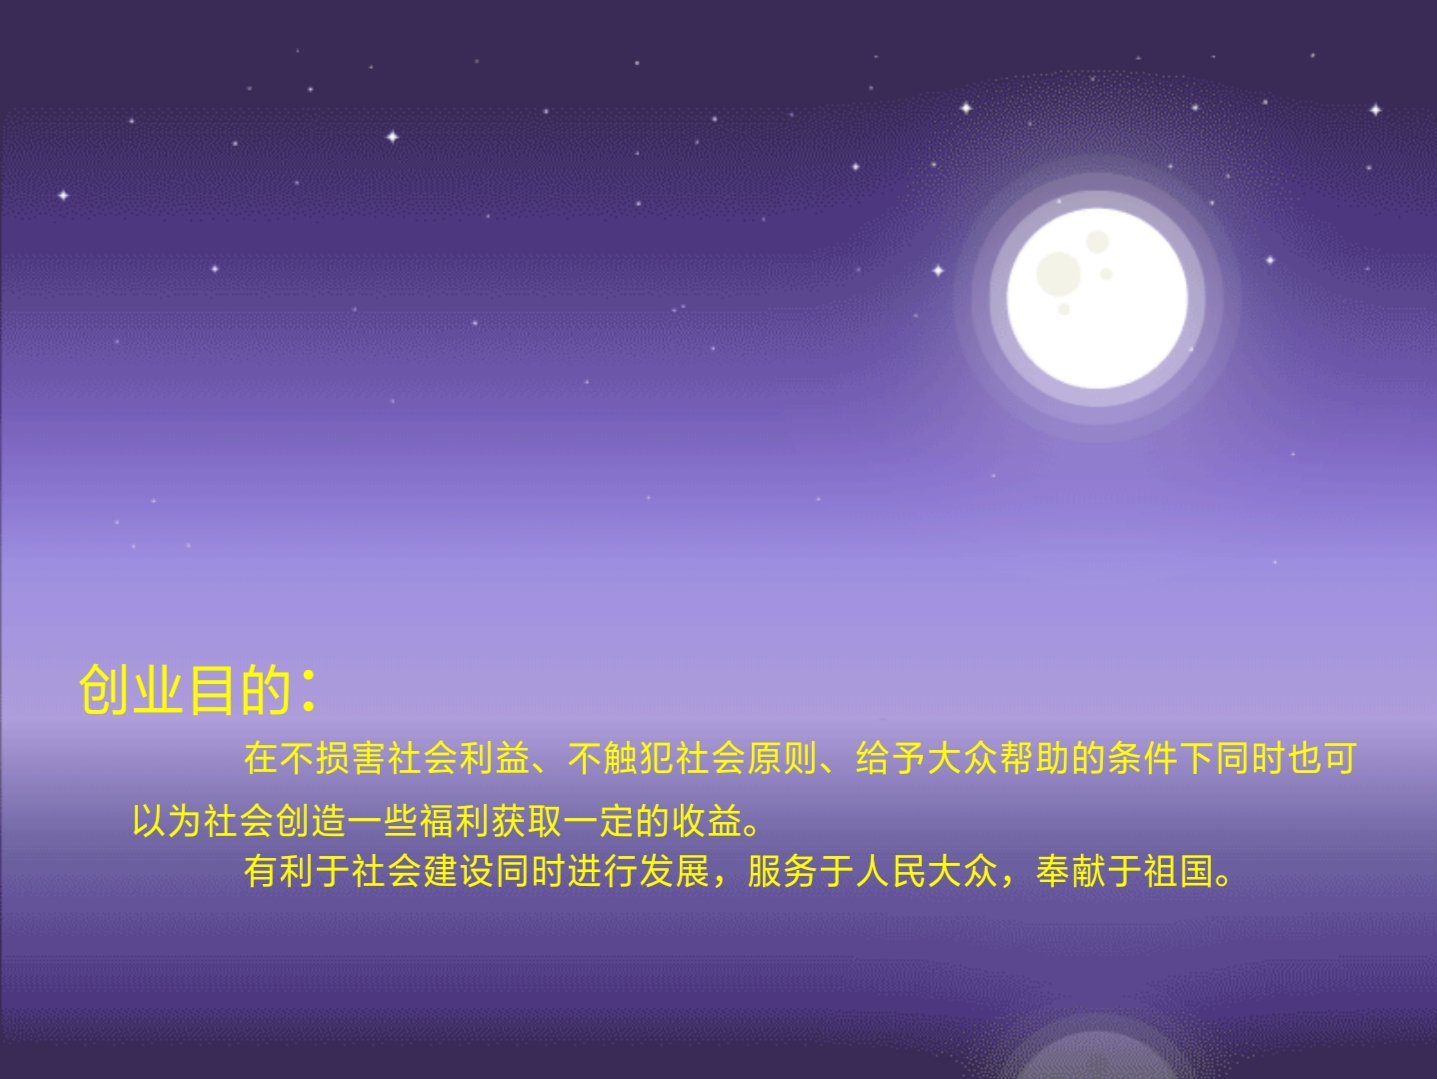 创业目的：
在不损害社会利益、不触犯社会原则、给予大众帮助的条件下同时也可
以为社会创造一些福利获取一定的收益。
有利于社会建设同时进行发展，服务于人民大众，奉献于祖国。